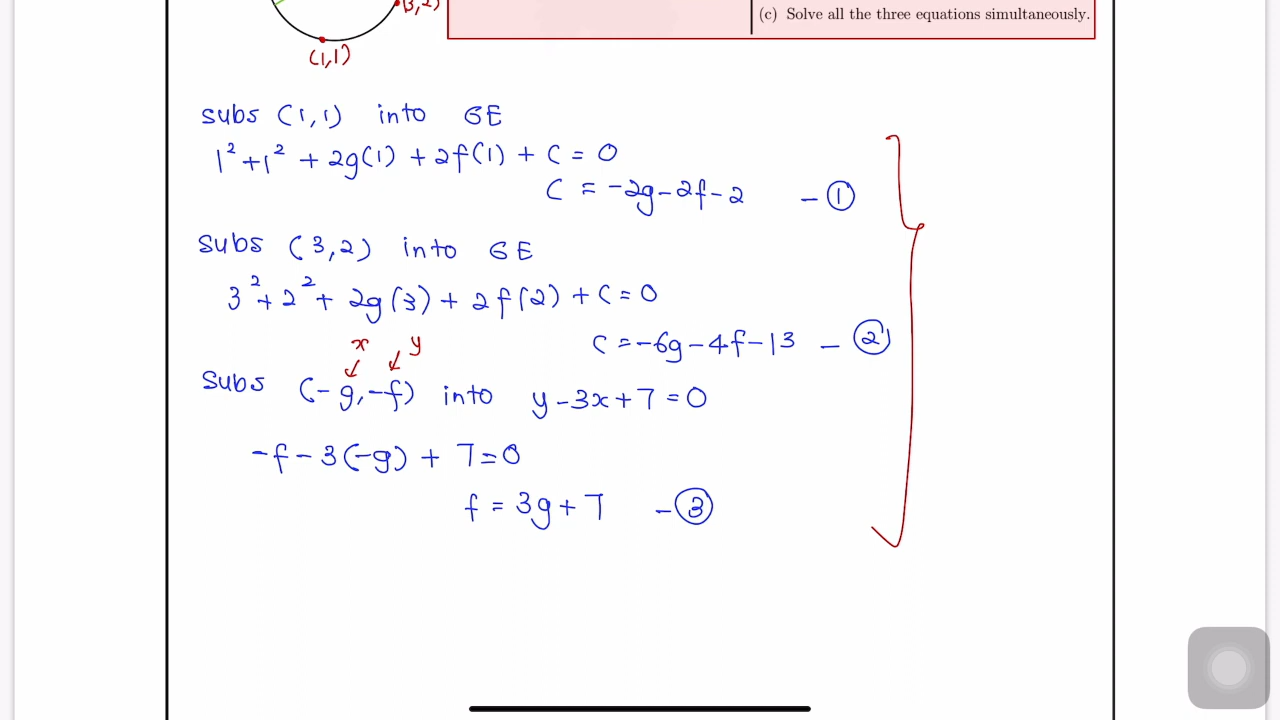 (3,2)
(c) Solve all the three equations simultaneously.
(1,1)
subs (1,1) into GE
1² + 1² + 2g(1) + 2f(1) + C = 0
C = -2g - 2f - 2 - ①
subs (3,2) into GE
3² + 2² + 2g(3) + 2f(2) + C = 0
C = -6g - 4f - 13 - ②
x y
subs (-g, -f) into y - 3x + 7 = 0
-f - 3(-g) + 7 = 0
f = 3g + 7 - ③